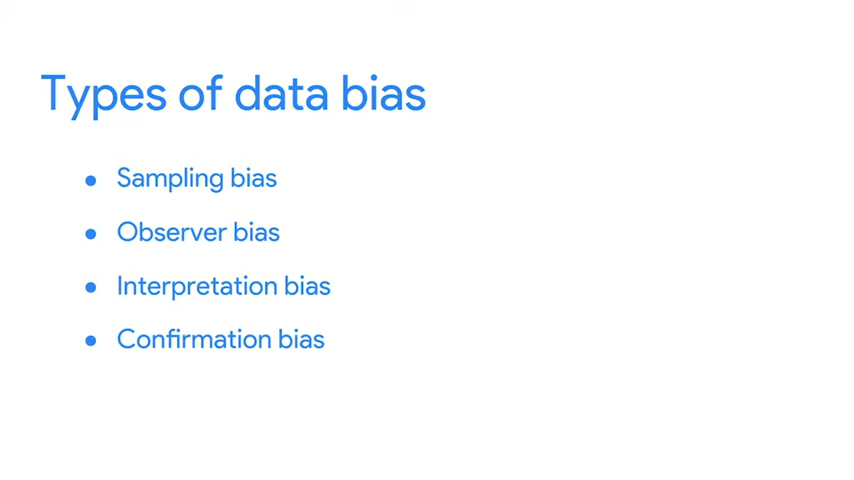 Types of data bias
• Sampling bias
• Observer bias
• Interpretation bias
• Confirmation bias